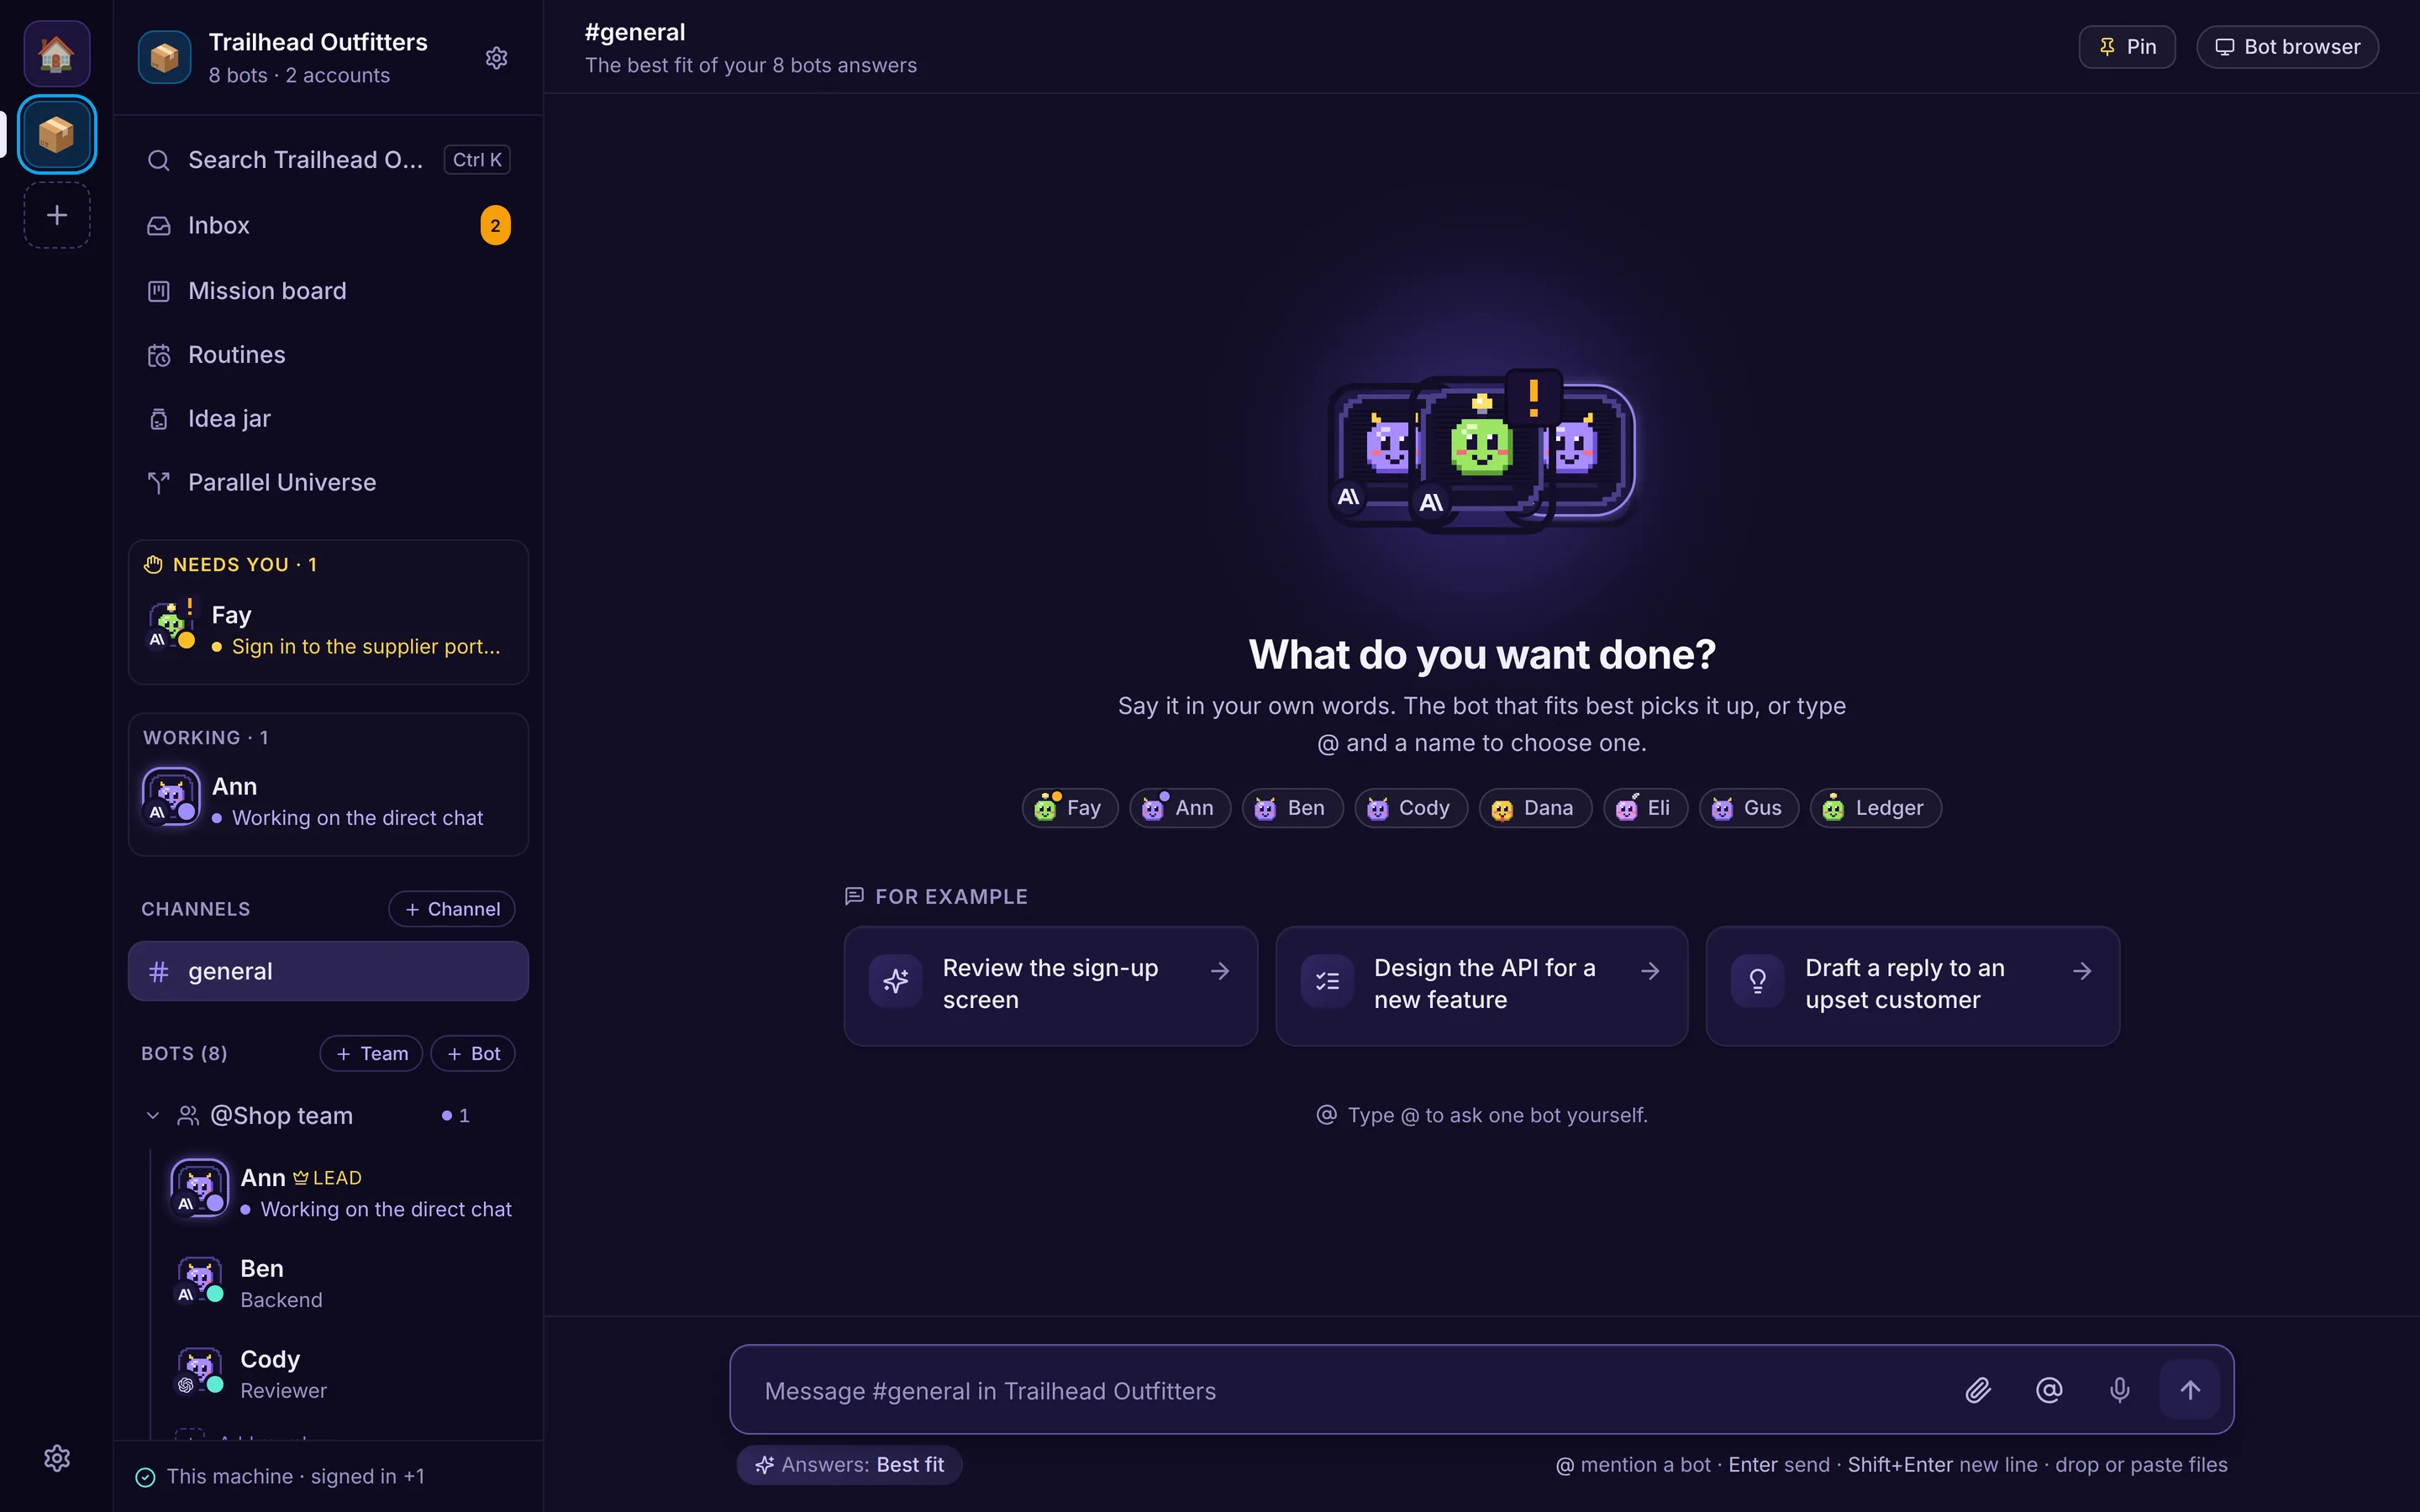 Trailhead Outfitters
8 bots · 2 accounts
Search Trailhead O...
Ctrl K
Inbox
2
Mission board
Routines
Idea jar
Parallel Universe
NEEDS YOU · 1
Fay
Sign in to the supplier port...
WORKING · 1
Ann
Working on the direct chat
CHANNELS
+ Channel
# general
BOTS (8)
+ Team
+ Bot
@Shop team
1
Ann LEAD
Working on the direct chat
Ben
Backend
Cody
Reviewer
This machine · signed in +1
#general
The best fit of your 8 bots answers
Pin
Bot browser
What do you want done?
Say it in your own words. The bot that fits best picks it up, or type
@ and a name to choose one.
Fay
Ann
Ben
Cody
Dana
Eli
Gus
Ledger
FOR EXAMPLE
Review the sign-up
screen
Design the API for a
new feature
Draft a reply to an
upset customer
@ Type @ to ask one bot yourself.
Message #general in Trailhead Outfitters
Answers: Best fit
@ mention a bot · Enter send · Shift+Enter new line · drop or paste files